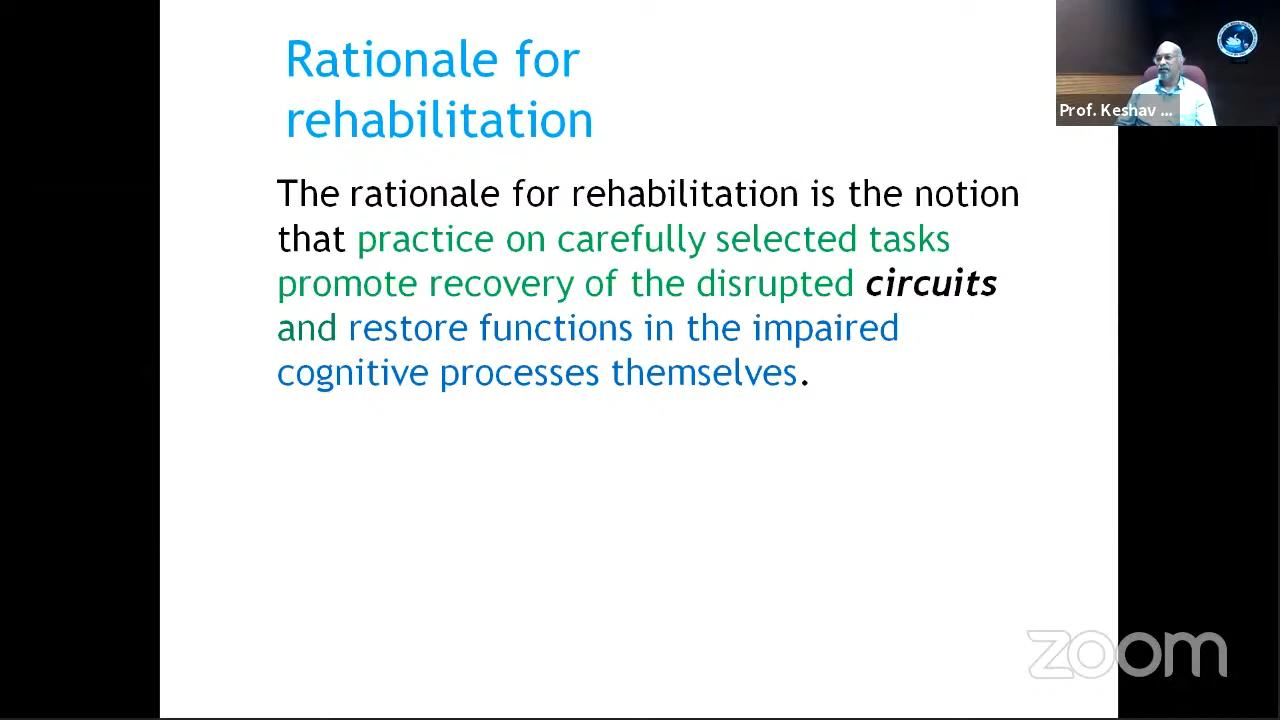 Rationale for
rehabilitation
The rationale for rehabilitation is the notion
that practice on carefully selected tasks
promote recovery of the disrupted circuits
and restore functions in the impaired
cognitive processes themselves.
Prof. Keshav ...
zoom